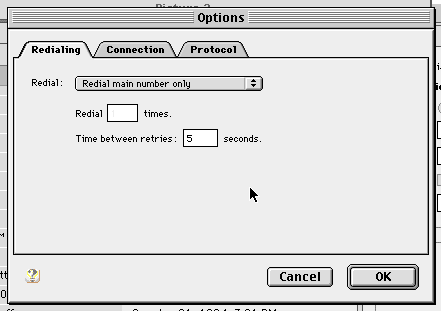 Options
Redialing Connection Protocol
Redial: Redial main number only
Redial times.
Time between retries: 5 seconds.
Cancel OK